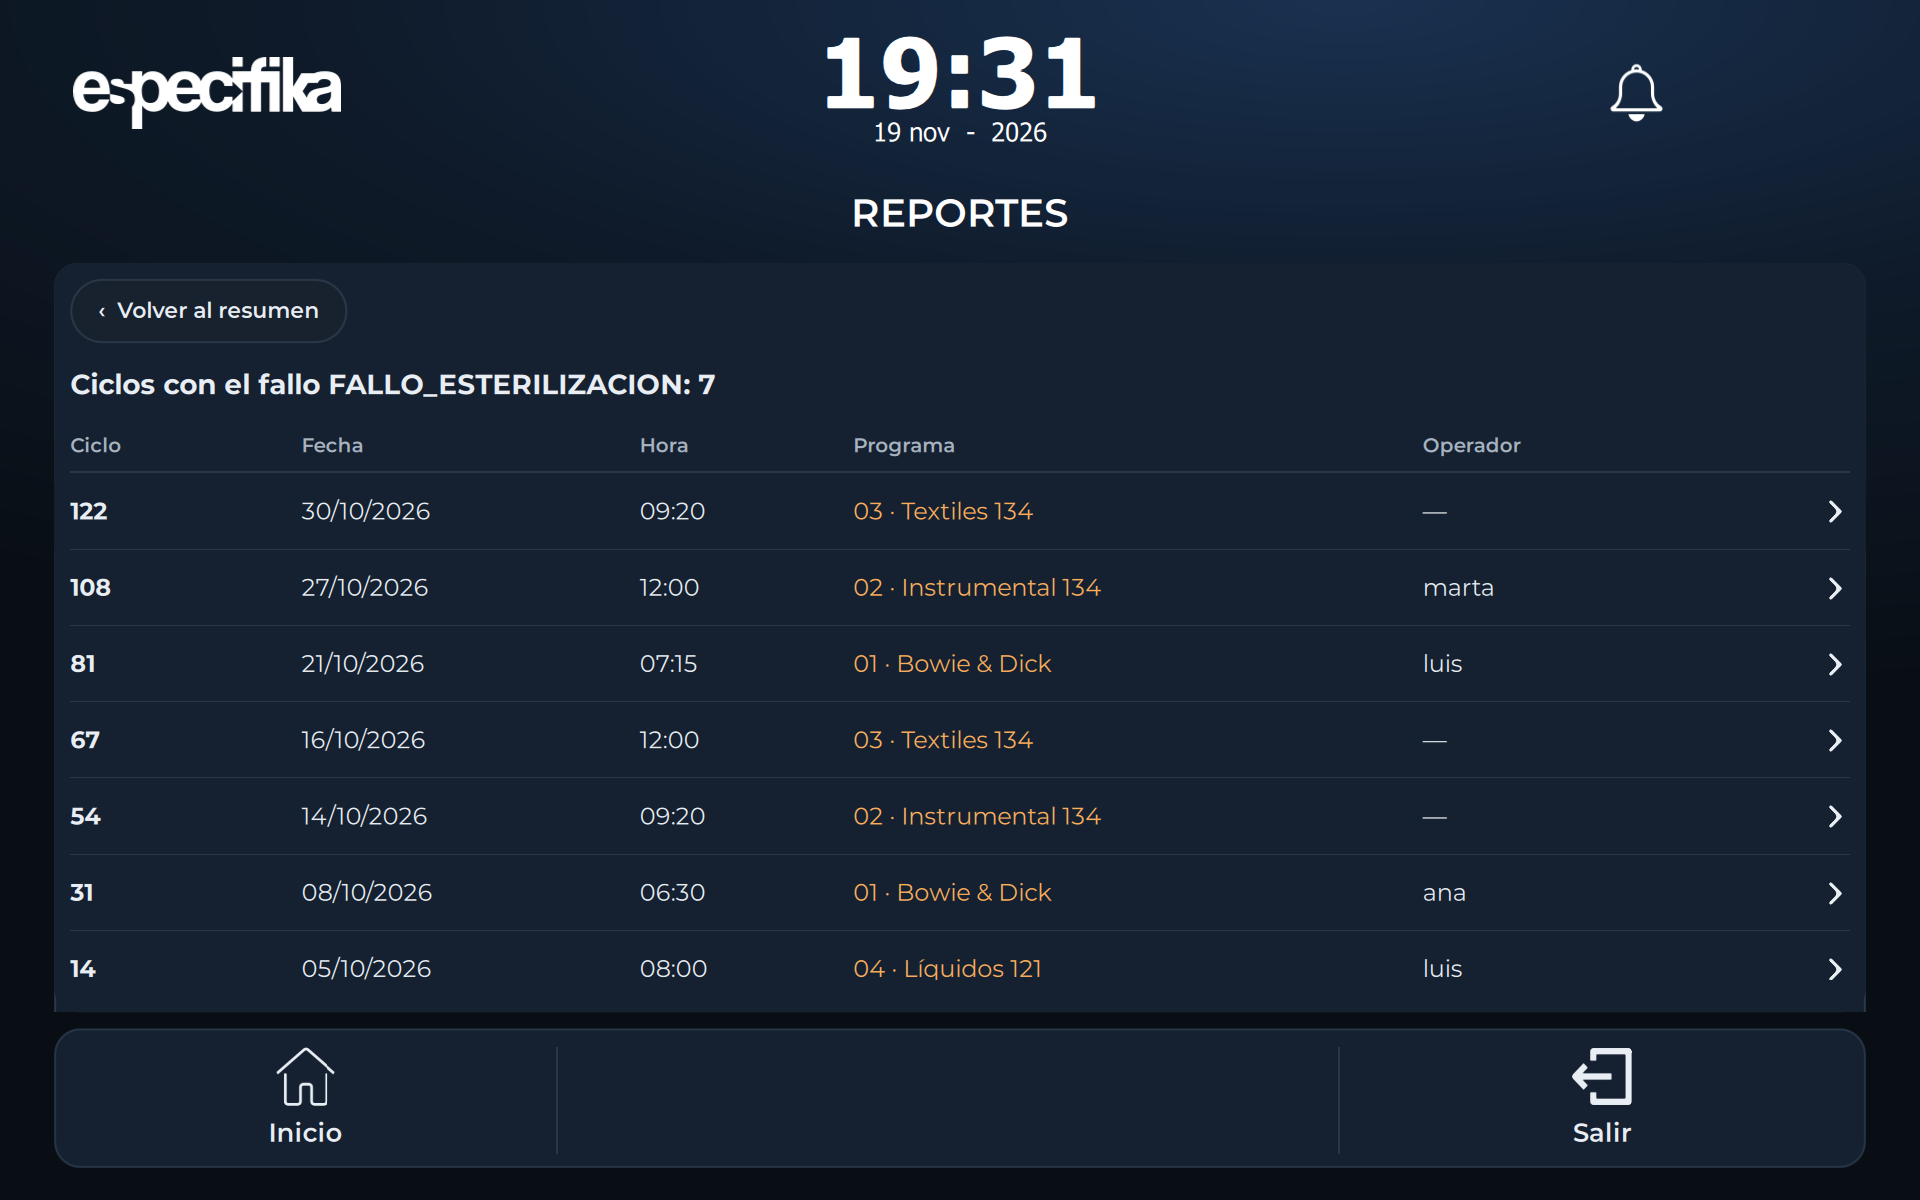 especifika
19:31
19 nov - 2026
REPORTES
‹ Volver al resumen
Ciclos con el fallo FALLO_ESTERILIZACION: 7
Ciclo Fecha Hora Programa Operador
122 30/10/2026 09:20 03 · Textiles 134 —
108 27/10/2026 12:00 02 · Instrumental 134 marta
81 21/10/2026 07:15 01 · Bowie & Dick luis
67 16/10/2026 12:00 03 · Textiles 134 —
54 14/10/2026 09:20 02 · Instrumental 134 —
31 08/10/2026 06:30 01 · Bowie & Dick ana
14 05/10/2026 08:00 04 · Líquidos 121 luis
Inicio Salir